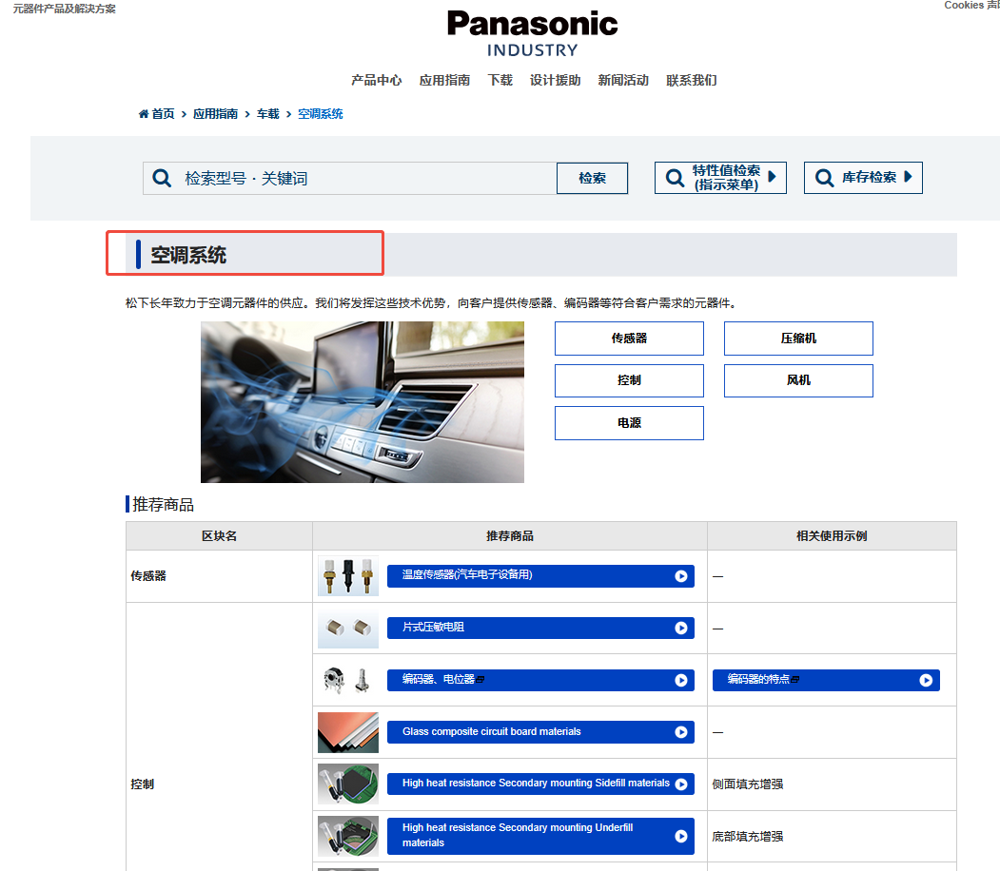 元器件产品及解决方案
Cookies 声明
Panasonic
INDUSTRY
产品中心 应用指南 下载 设计援助 新闻活动 联系我们
首页 > 应用指南 > 车载 > 空调系统
检索型号・关键词 检索
特性值检索
(指示菜单)
库存检索
空调系统
松下长年致力于空调元器件的供应。我们将发挥这些技术优势，向客户提供传感器、编码器等符合客户需求的元器件。
传感器 压缩机
控制 风机
电源
推荐商品
区块名 推荐商品 相关使用示例
传感器 温度传感器(汽车电子设备用) —
片式压敏电阻 —
编码器、电位器 编码器的特点
Glass composite circuit board materials —
控制 High heat resistance Secondary mounting Sidefill materials 侧面填充增强
High heat resistance Secondary mounting Underfill
materials 底部填充增强